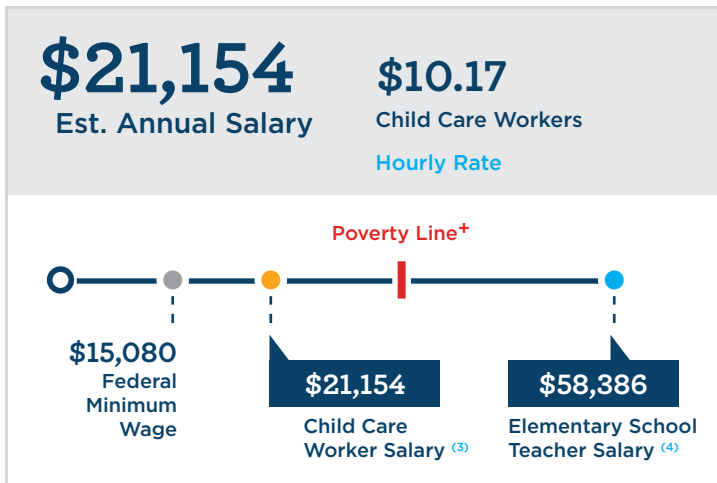 $21,154
Est. Annual Salary
$10.17
Child Care Workers
Hourly Rate
Poverty Line+
$15,080
Federal
Minimum
Wage
$21,154
Child Care
Worker Salary (3)
$58,386
Elementary School
Teacher Salary (4)